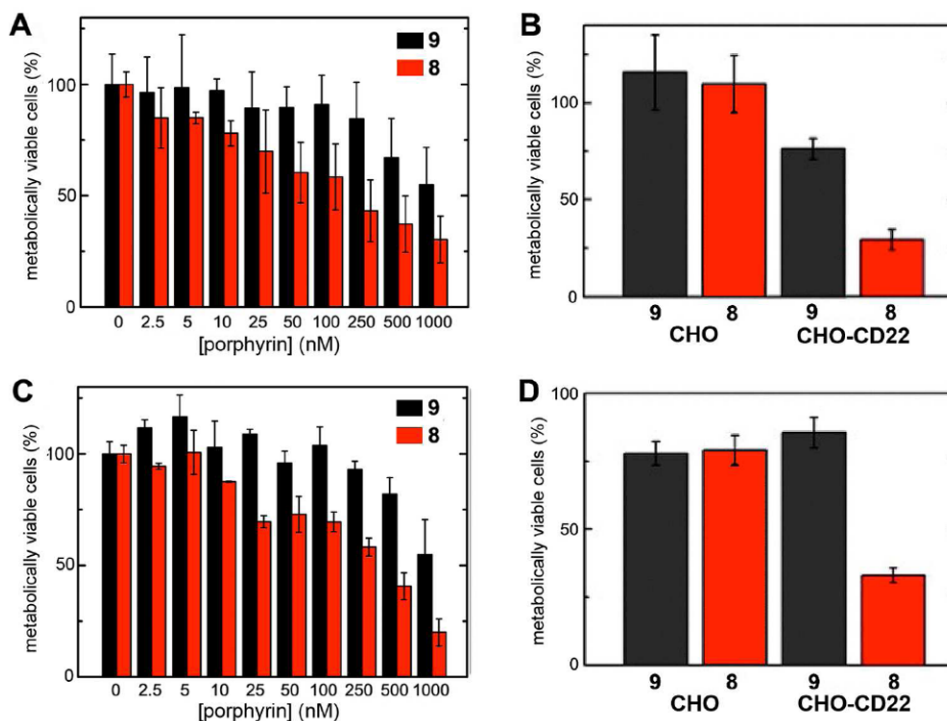 A
metabolically viable cells (%)
100
50
0
9
8
0 2.5 5 10 25 50 100 250 500 1000
[porphyrin] (nM)
B
metabolically viable cells (%)
100
50
0
9 8 9 8
CHO CHO-CD22
C
metabolically viable cells (%)
100
50
0
9
8
0 2.5 5 10 25 50 100 250 500 1000
[porphyrin] (nM)
D
metabolically viable cells (%)
100
50
0
9 8 9 8
CHO CHO-CD22